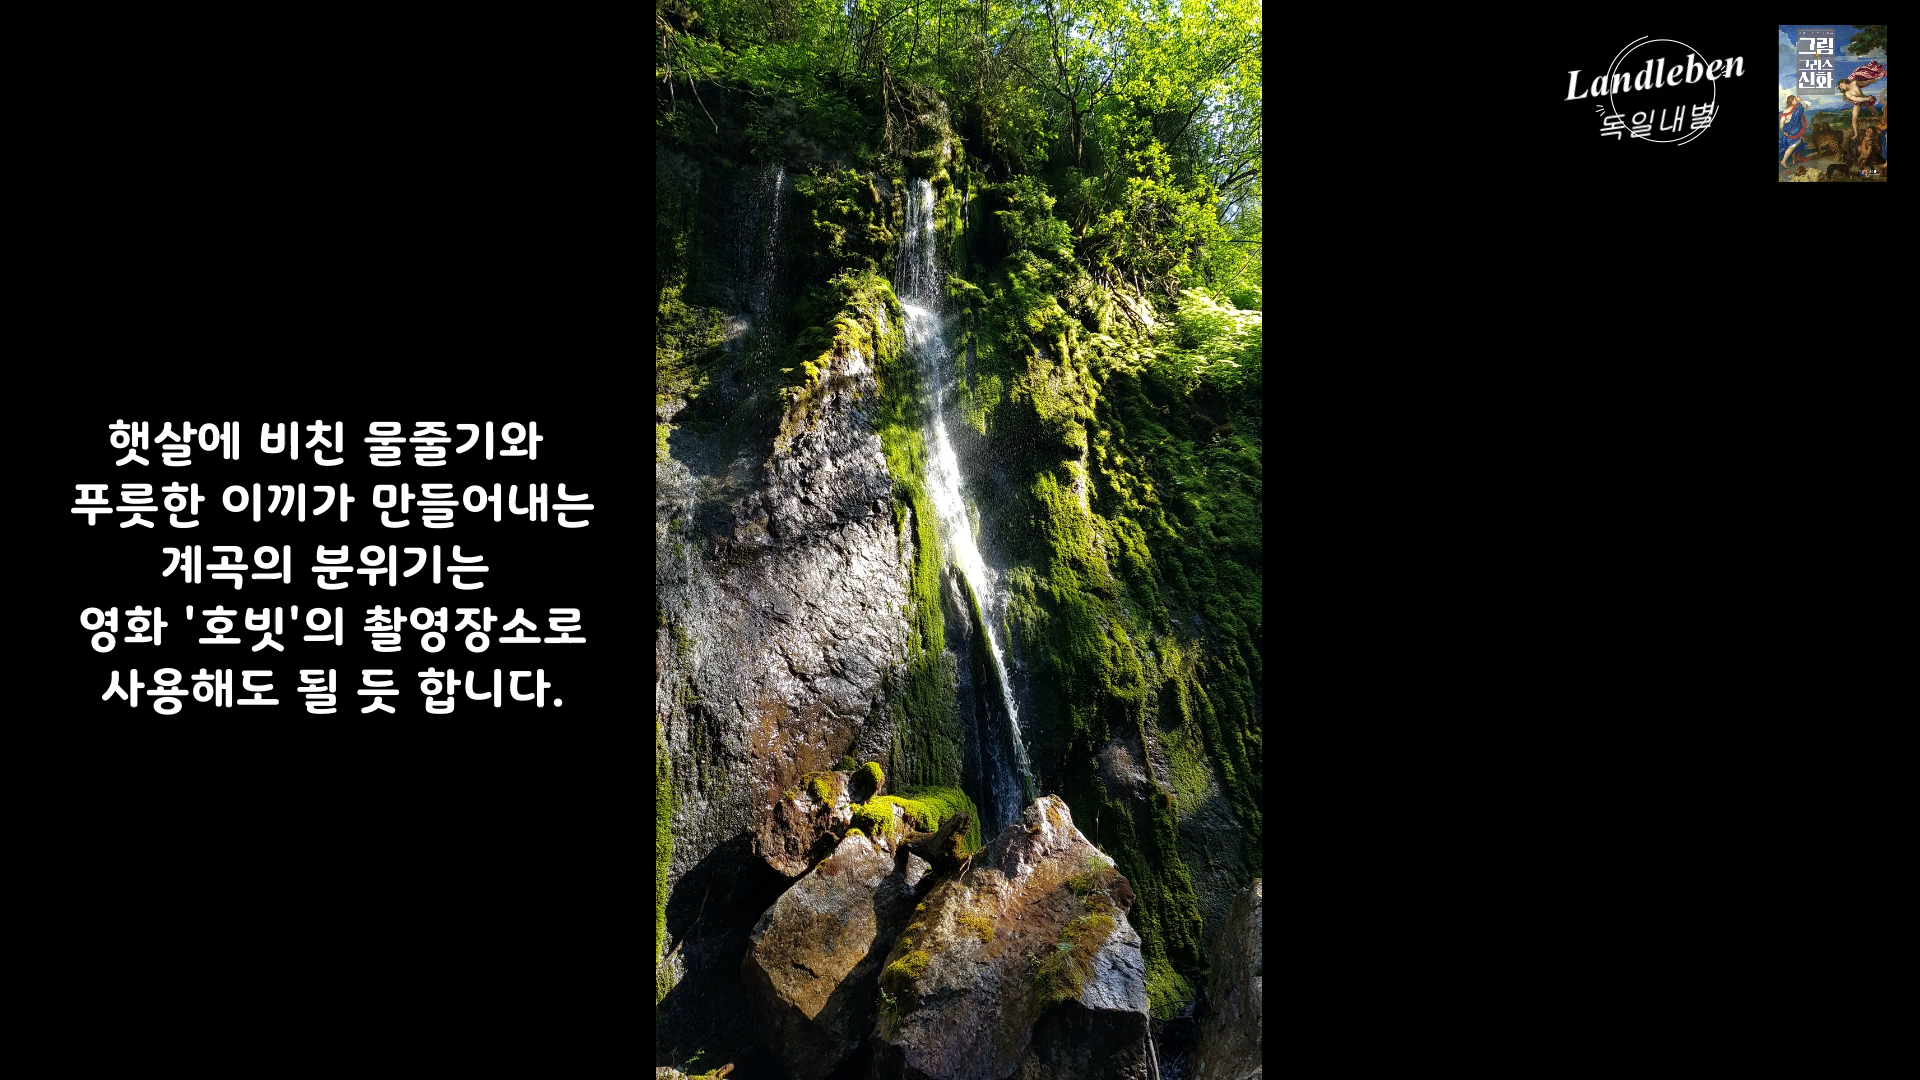 햇살에 비친 물줄기와
푸릇한 이끼가 만들어내는
계곡의 분위기는
영화 '호빗'의 촬영장소로
사용해도 될 듯 합니다.
Landleben
독일내별
그림
그리스
신화